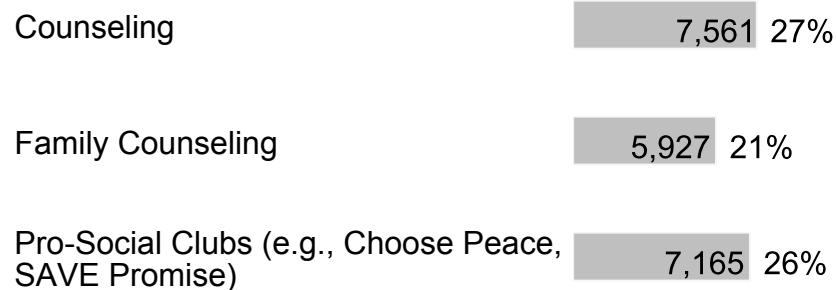 Counseling 7,561 27%
Family Counseling 5,927 21%
Pro-Social Clubs (e.g., Choose Peace,
SAVE Promise) 7,165 26%